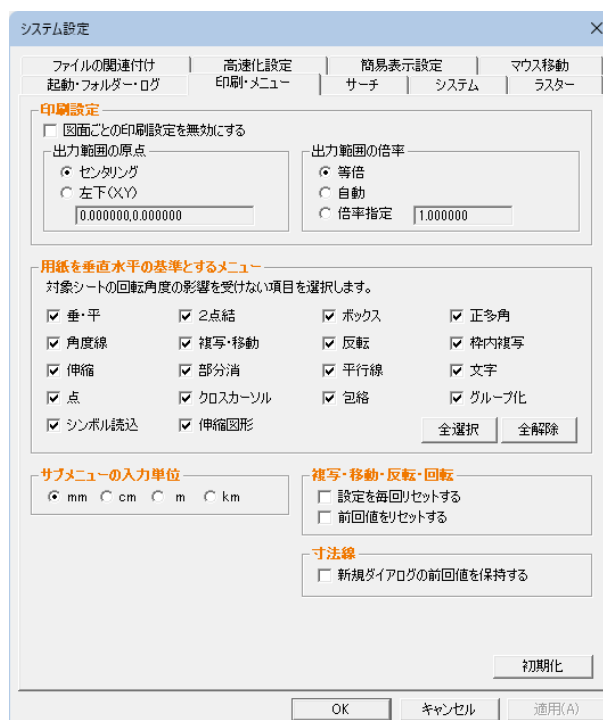 システム設定
ファイルの関連付け 高速化設定 簡易表示設定 マウス移動
起動・フォルダー・ログ 印刷・メニュー サーチ システム ラスター
印刷設定
図面ごとの印刷設定を無効にする
出力範囲の原点
センタリング
左下(XY)
0.000000,0.000000
出力範囲の倍率
等倍
自動
倍率指定 1.000000
用紙を垂直水平の基準とするメニュー
対象シートの回転角度の影響を受けない項目を選択します。
垂・平 2点結 ボックス 正多角
角度線 複写・移動 反転 枠内複写
伸縮 部分消 平行線 文字
点 クロスカーソル 包絡 グループ化
シンボル読込 伸縮図形 全選択 全解除
サブメニューの入力単位
mm cm m km
複写・移動・反転・回転
設定を毎回リセットする
前回値をリセットする
寸法線
新規ダイアログの前回値を保持する
初期化
OK キャンセル 適用(A)